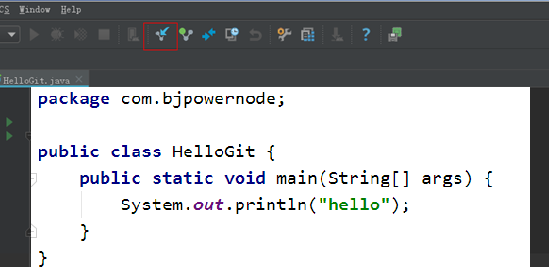 CS Window Help
HelloGit.java
package com.bjpowernode;
public class HelloGit {
public static void main(String[] args) {
System.out.println("hello");
}
}